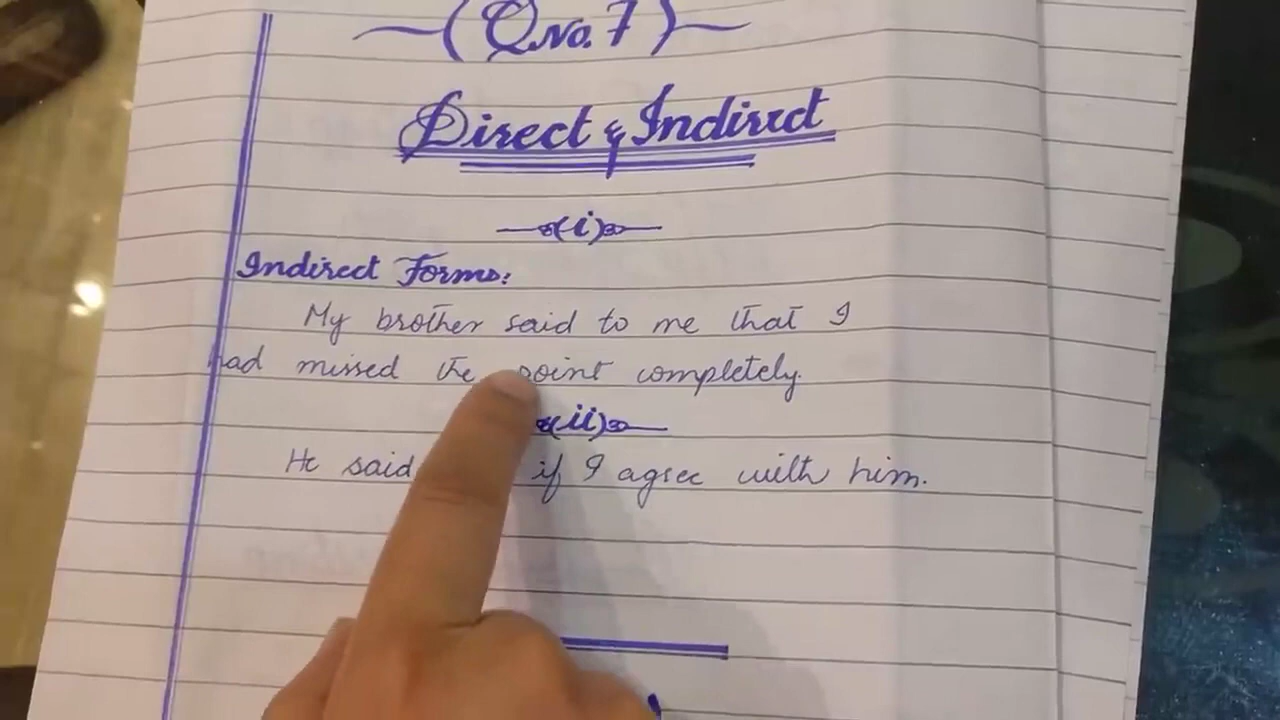 (Q No. 7)
Direct & Indirect
(i)
Indirect Forms:
My brother said to me that I
had missed the point completely.
(ii)
He said if I agree with him.